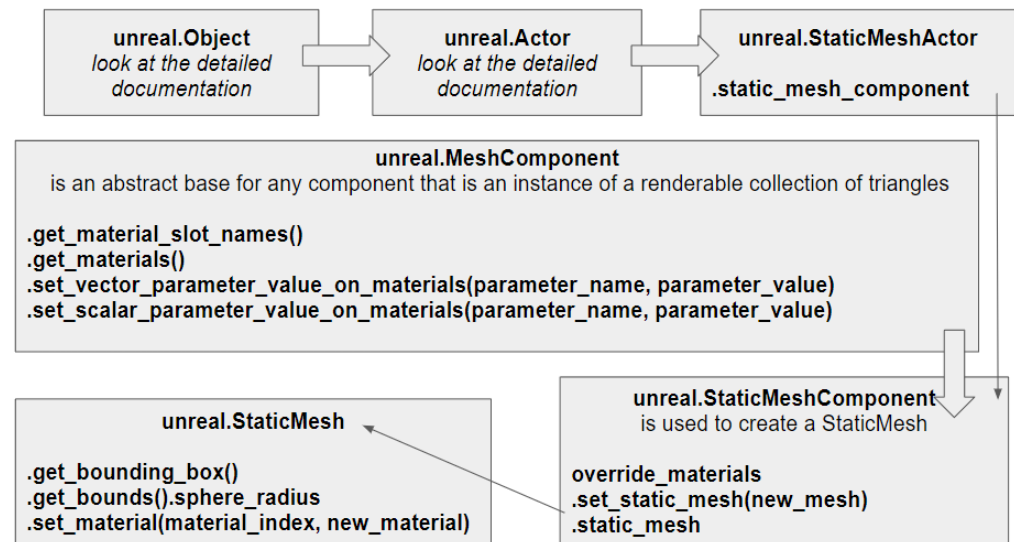 unreal.Object
look at the detailed
documentation
unreal.Actor
look at the detailed
documentation
unreal.StaticMeshActor
.static_mesh_component
unreal.MeshComponent
is an abstract base for any component that is an instance of a renderable collection of triangles
.get_material_slot_names()
.get_materials()
.set_vector_parameter_value_on_materials(parameter_name, parameter_value)
.set_scalar_parameter_value_on_materials(parameter_name, parameter_value)
unreal.StaticMesh
.get_bounding_box()
.get_bounds().sphere_radius
.set_material(material_index, new_material)
unreal.StaticMeshComponent
is used to create a StaticMesh
override_materials
.set_static_mesh(new_mesh)
.static_mesh